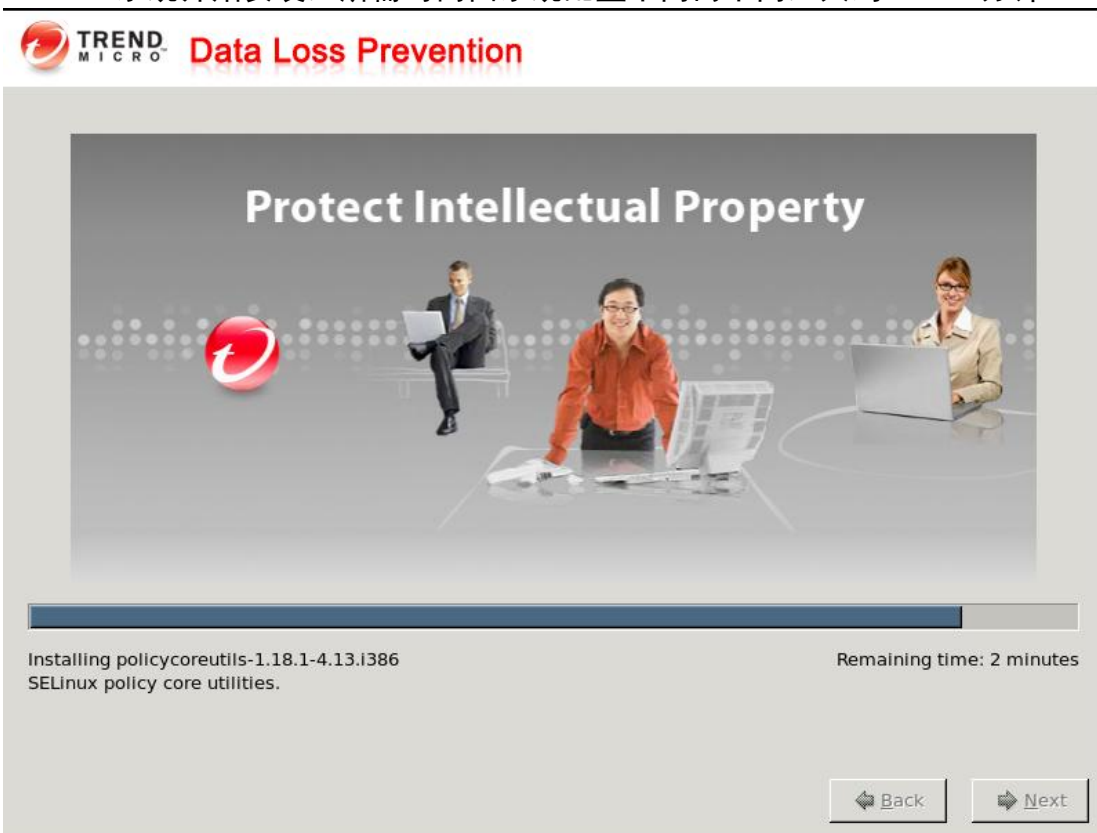 TREND
MICRO™
Data Loss Prevention
Protect Intellectual Property
Installing policycoreutils-1.18.1-4.13.i386
Remaining time: 2 minutes
SELinux policy core utilities.
Back
Next